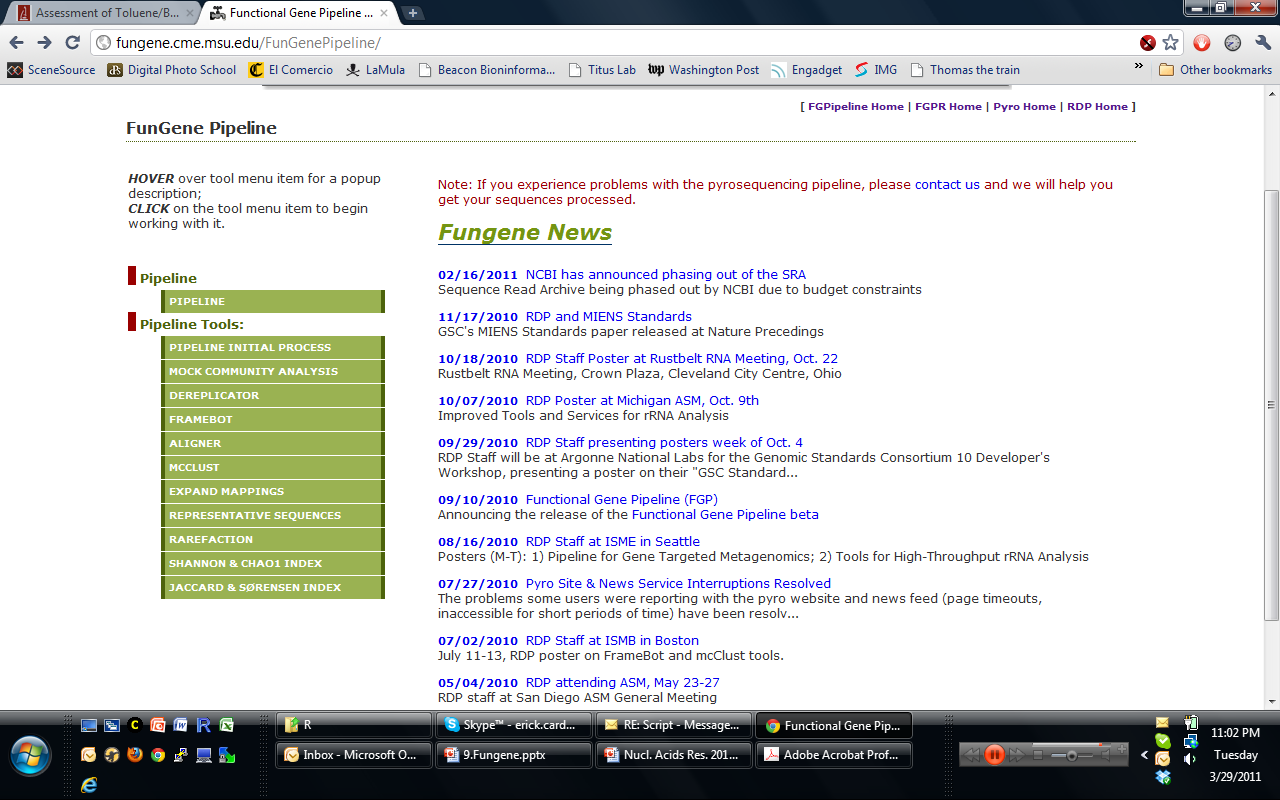 Assessment of Toluene/B...
Functional Gene Pipeline ...
fungene.cme.msu.edu/FunGenePipeline/
SceneSource
Digital Photo School
El Comercio
LaMula
Beacon Bioninforma...
Titus Lab
Washington Post
Engadget
IMG
Thomas the train
»
Other bookmarks
[ FGPipeline Home | FGPR Home | Pyro Home | RDP Home ]
FunGene Pipeline
HOVER over tool menu item for a popup
description;
CLICK on the tool menu item to begin
working with it.
Pipeline
PIPELINE
Pipeline Tools:
PIPELINE INITIAL PROCESS
MOCK COMMUNITY ANALYSIS
DEREPLICATOR
FRAMEBOT
ALIGNER
MCCLUST
EXPAND MAPPINGS
REPRESENTATIVE SEQUENCES
RAREFACTION
SHANNON & CHAO1 INDEX
JACCARD & SØRENSEN INDEX
Note: If you experience problems with the pyrosequencing pipeline, please contact us and we will help you
get your sequences processed.
Fungene News
02/16/2011 NCBI has announced phasing out of the SRA
Sequence Read Archive being phased out by NCBI due to budget constraints
11/17/2010 RDP and MIENS Standards
GSC's MIENS Standards paper released at Nature Precedings
10/18/2010 RDP Staff Poster at Rustbelt RNA Meeting, Oct. 22
Rustbelt RNA Meeting, Crown Plaza, Cleveland City Centre, Ohio
10/07/2010 RDP Poster at Michigan ASM, Oct. 9th
Improved Tools and Services for rRNA Analysis
09/29/2010 RDP Staff presenting posters week of Oct. 4
RDP Staff will be at Argonne National Labs for the Genomic Standards Consortium 10 Developer's
Workshop, presenting a poster on their "GSC Standard...
09/10/2010 Functional Gene Pipeline (FGP)
Announcing the release of the Functional Gene Pipeline beta
08/16/2010 RDP Staff at ISME in Seattle
Posters (M-T): 1) Pipeline for Gene Targeted Metagenomics; 2) Tools for High-Throughput rRNA Analysis
07/27/2010 Pyro Site & News Service Interruptions Resolved
The problems some users were reporting with the pyro website and news feed (page timeouts,
inaccessible for short periods of time) have been resolv...
07/02/2010 RDP Staff at ISMB in Boston
July 11-13, RDP poster on FrameBot and mcClust tools.
05/04/2010 RDP attending ASM, May 23-27
RDP staff at San Diego ASM General Meeting
R
Skype™ - erick.card...
RE: Script - Message...
Functional Gene Pip...
Inbox - Microsoft O...
9.Fungene.pptx
Nucl. Acids Res. 201...
Adobe Acrobat Prof...
11:02 PM
Tuesday
3/29/2011